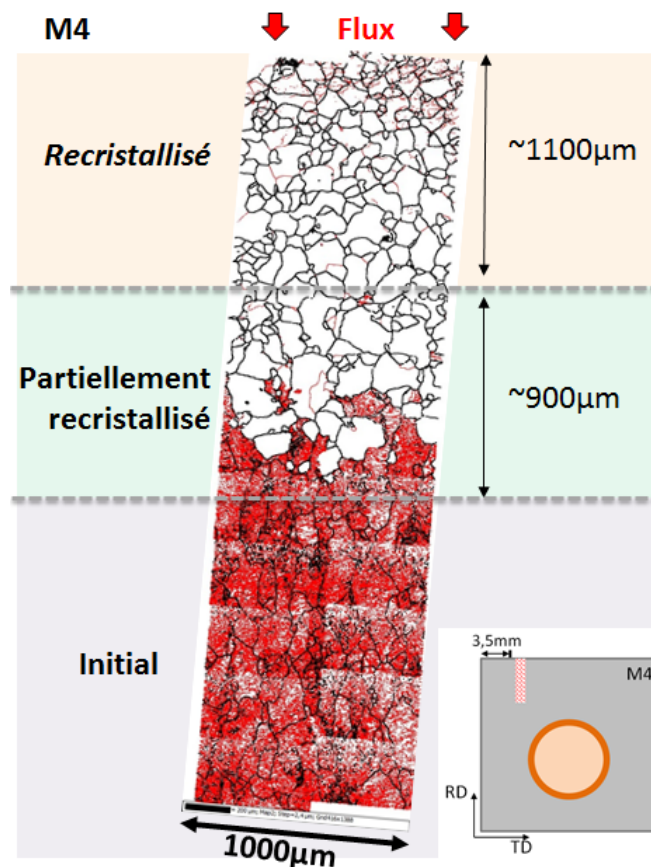 M4
Flux
Recristallisé
~1100µm
Partiellement
recristallisé
~900µm
Initial
3,5mm
M4
RD
TD
1000µm